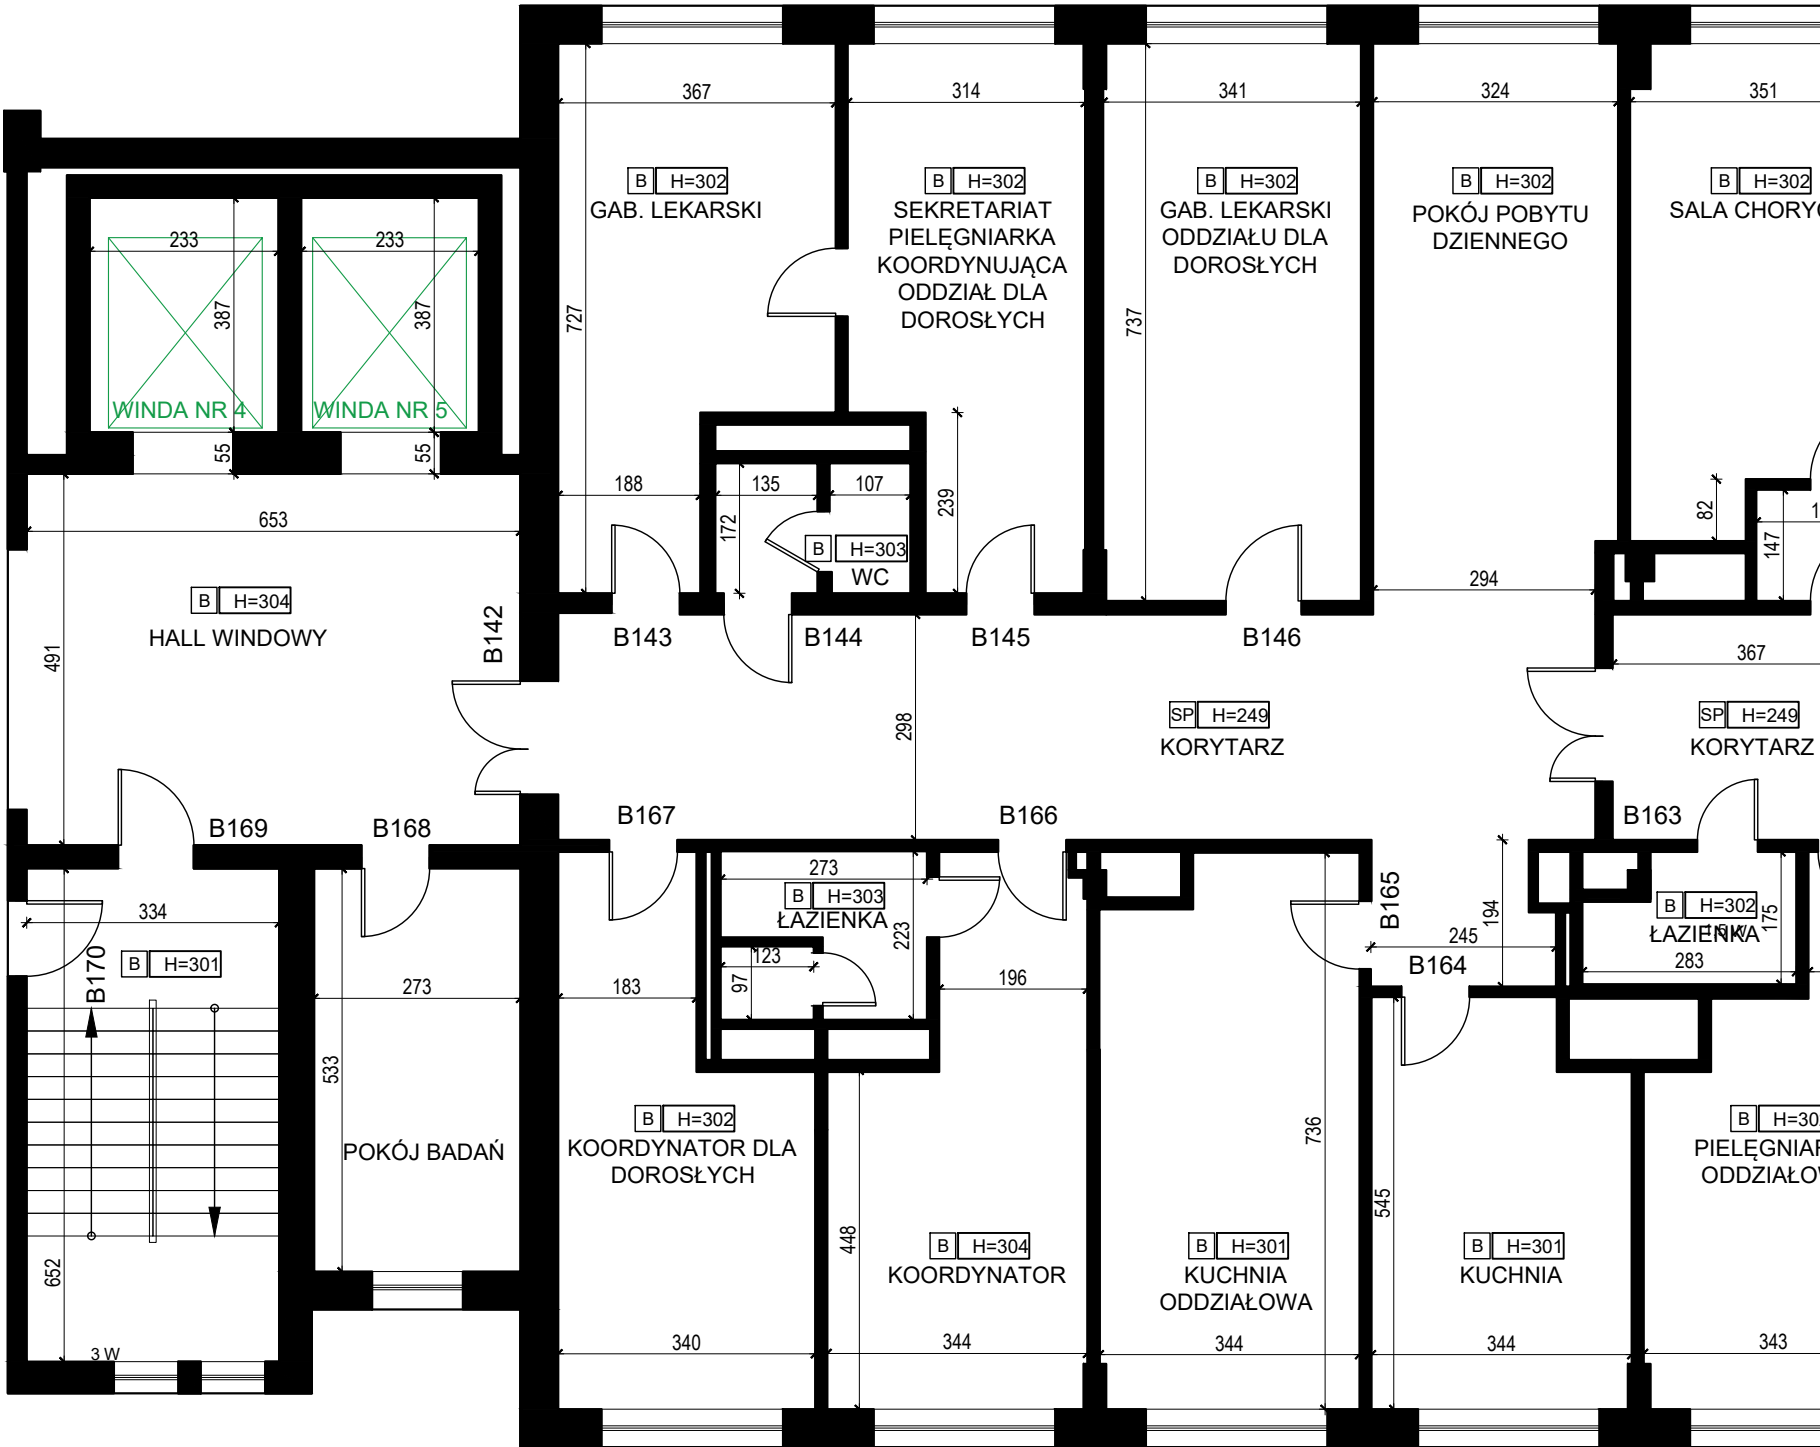 367
314
341
324
351
B H=302
GAB. LEKARSKI
B H=302
SEKRETARIAT
PIELĘGNIARKA
KOORDYNUJĄCA
ODDZIAŁ DLA
DOROSŁYCH
B H=302
GAB. LEKARSKI
ODDZIAŁU DLA
DOROSŁYCH
B H=302
POKÓJ POBYTU
DZIENNEGO
B H=302
SALA
233
233
387
387
727
737
WINDA NR 4
WINDA NR 5
55
55
188
135
107
239
172
82
147
653
B H=303
WC
294
B H=304
HALL WINDOWY
491
B142
B143
B144
B145
B146
367
298
SP H=249
KORYTARZ
SP H=249
KORYTARZ
B169
B168
B167
B166
B163
273
B H=303
ŁAZIENKA
223
B165
194
B H=302
ŁAZIENKA
175
334
B170
B H=301
123
97
245
B164
283
273
183
196
533
B H=302
KOORDYNATOR DLA
DOROSŁYCH
POKÓJ BADAŃ
736
545
448
652
B H=304
KOORDYNATOR
B H=301
KUCHNIA
ODDZIAŁOWA
B H=301
KUCHNIA
B
3 W
340
344
344
344
343